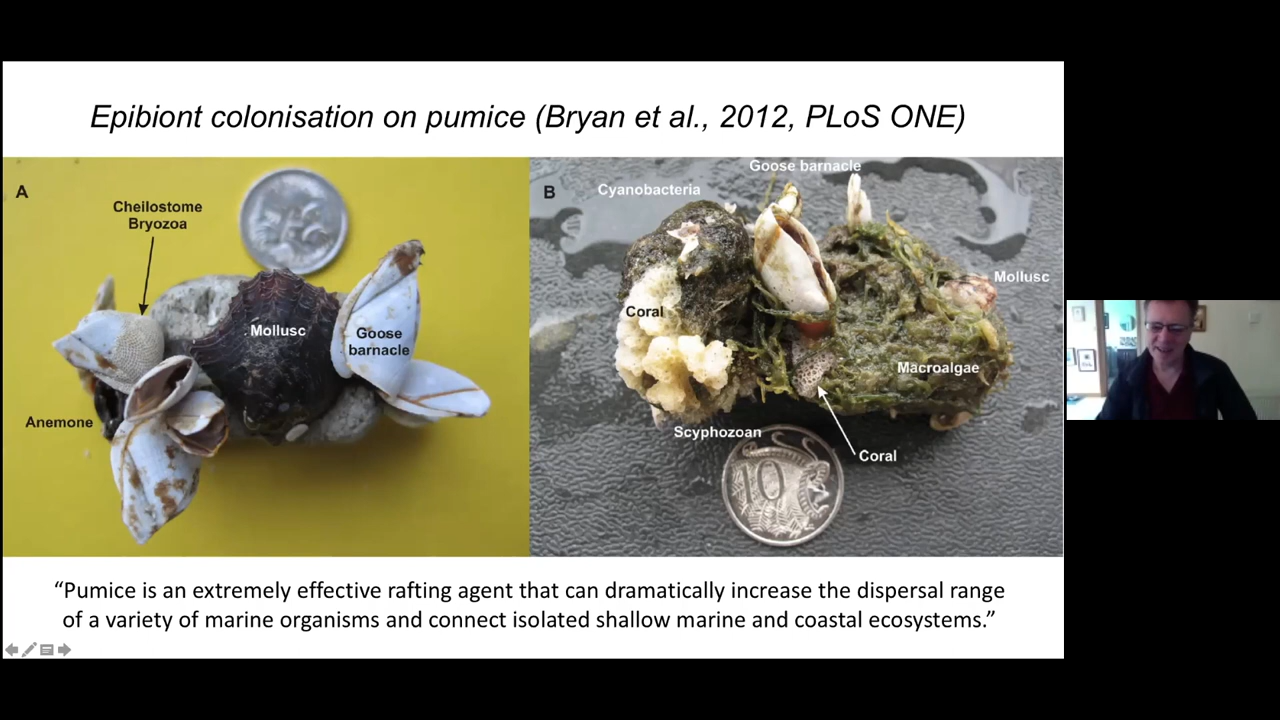 Epibiont colonisation on pumice (Bryan et al., 2012, PLoS ONE)
A
Cheilostome
Bryozoa
Mollusc
Goose
barnacle
Anemone
B
Goose barnacle
Cyanobacteria
Mollusc
Coral
Macroalgae
Scyphozoan
Coral
10
“Pumice is an extremely effective rafting agent that can dramatically increase the dispersal range
of a variety of marine organisms and connect isolated shallow marine and coastal ecosystems.”